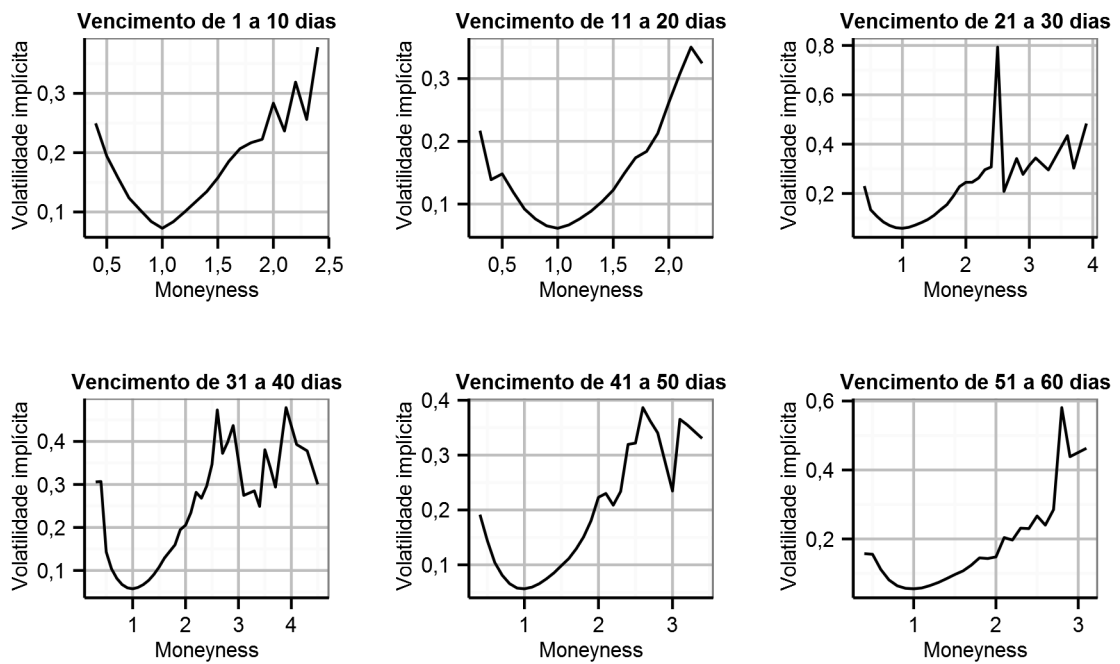 Vencimento de 1 a 10 dias
Volatilidade implícita
0,3
0,2
0,1
0,5 1,0 1,5 2,0 2,5
Moneyness
Vencimento de 11 a 20 dias
Volatilidade implícita
0,3
0,2
0,1
0,5 1,0 1,5 2,0
Moneyness
Vencimento de 21 a 30 dias
Volatilidade implícita
0,8
0,6
0,4
0,2
1 2 3 4
Moneyness
Vencimento de 31 a 40 dias
Volatilidade implícita
0,4
0,3
0,2
0,1
1 2 3 4
Moneyness
Vencimento de 41 a 50 dias
Volatilidade implícita
0,4
0,3
0,2
0,1
1 2 3
Moneyness
Vencimento de 51 a 60 dias
Volatilidade implícita
0,6
0,4
0,2
1 2 3
Moneyness